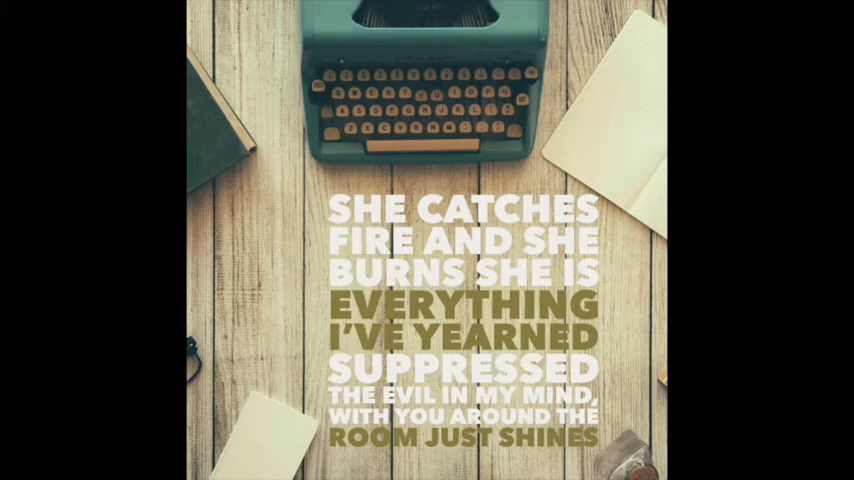 SHE CATCHES
FIRE AND SHE
BURNS SHE IS
EVERYTHING
I'VE YEARNED
SUPPRESSED
THE EVIL IN MY MIND,
WITH YOU AROUND THE
ROOM JUST SHINES